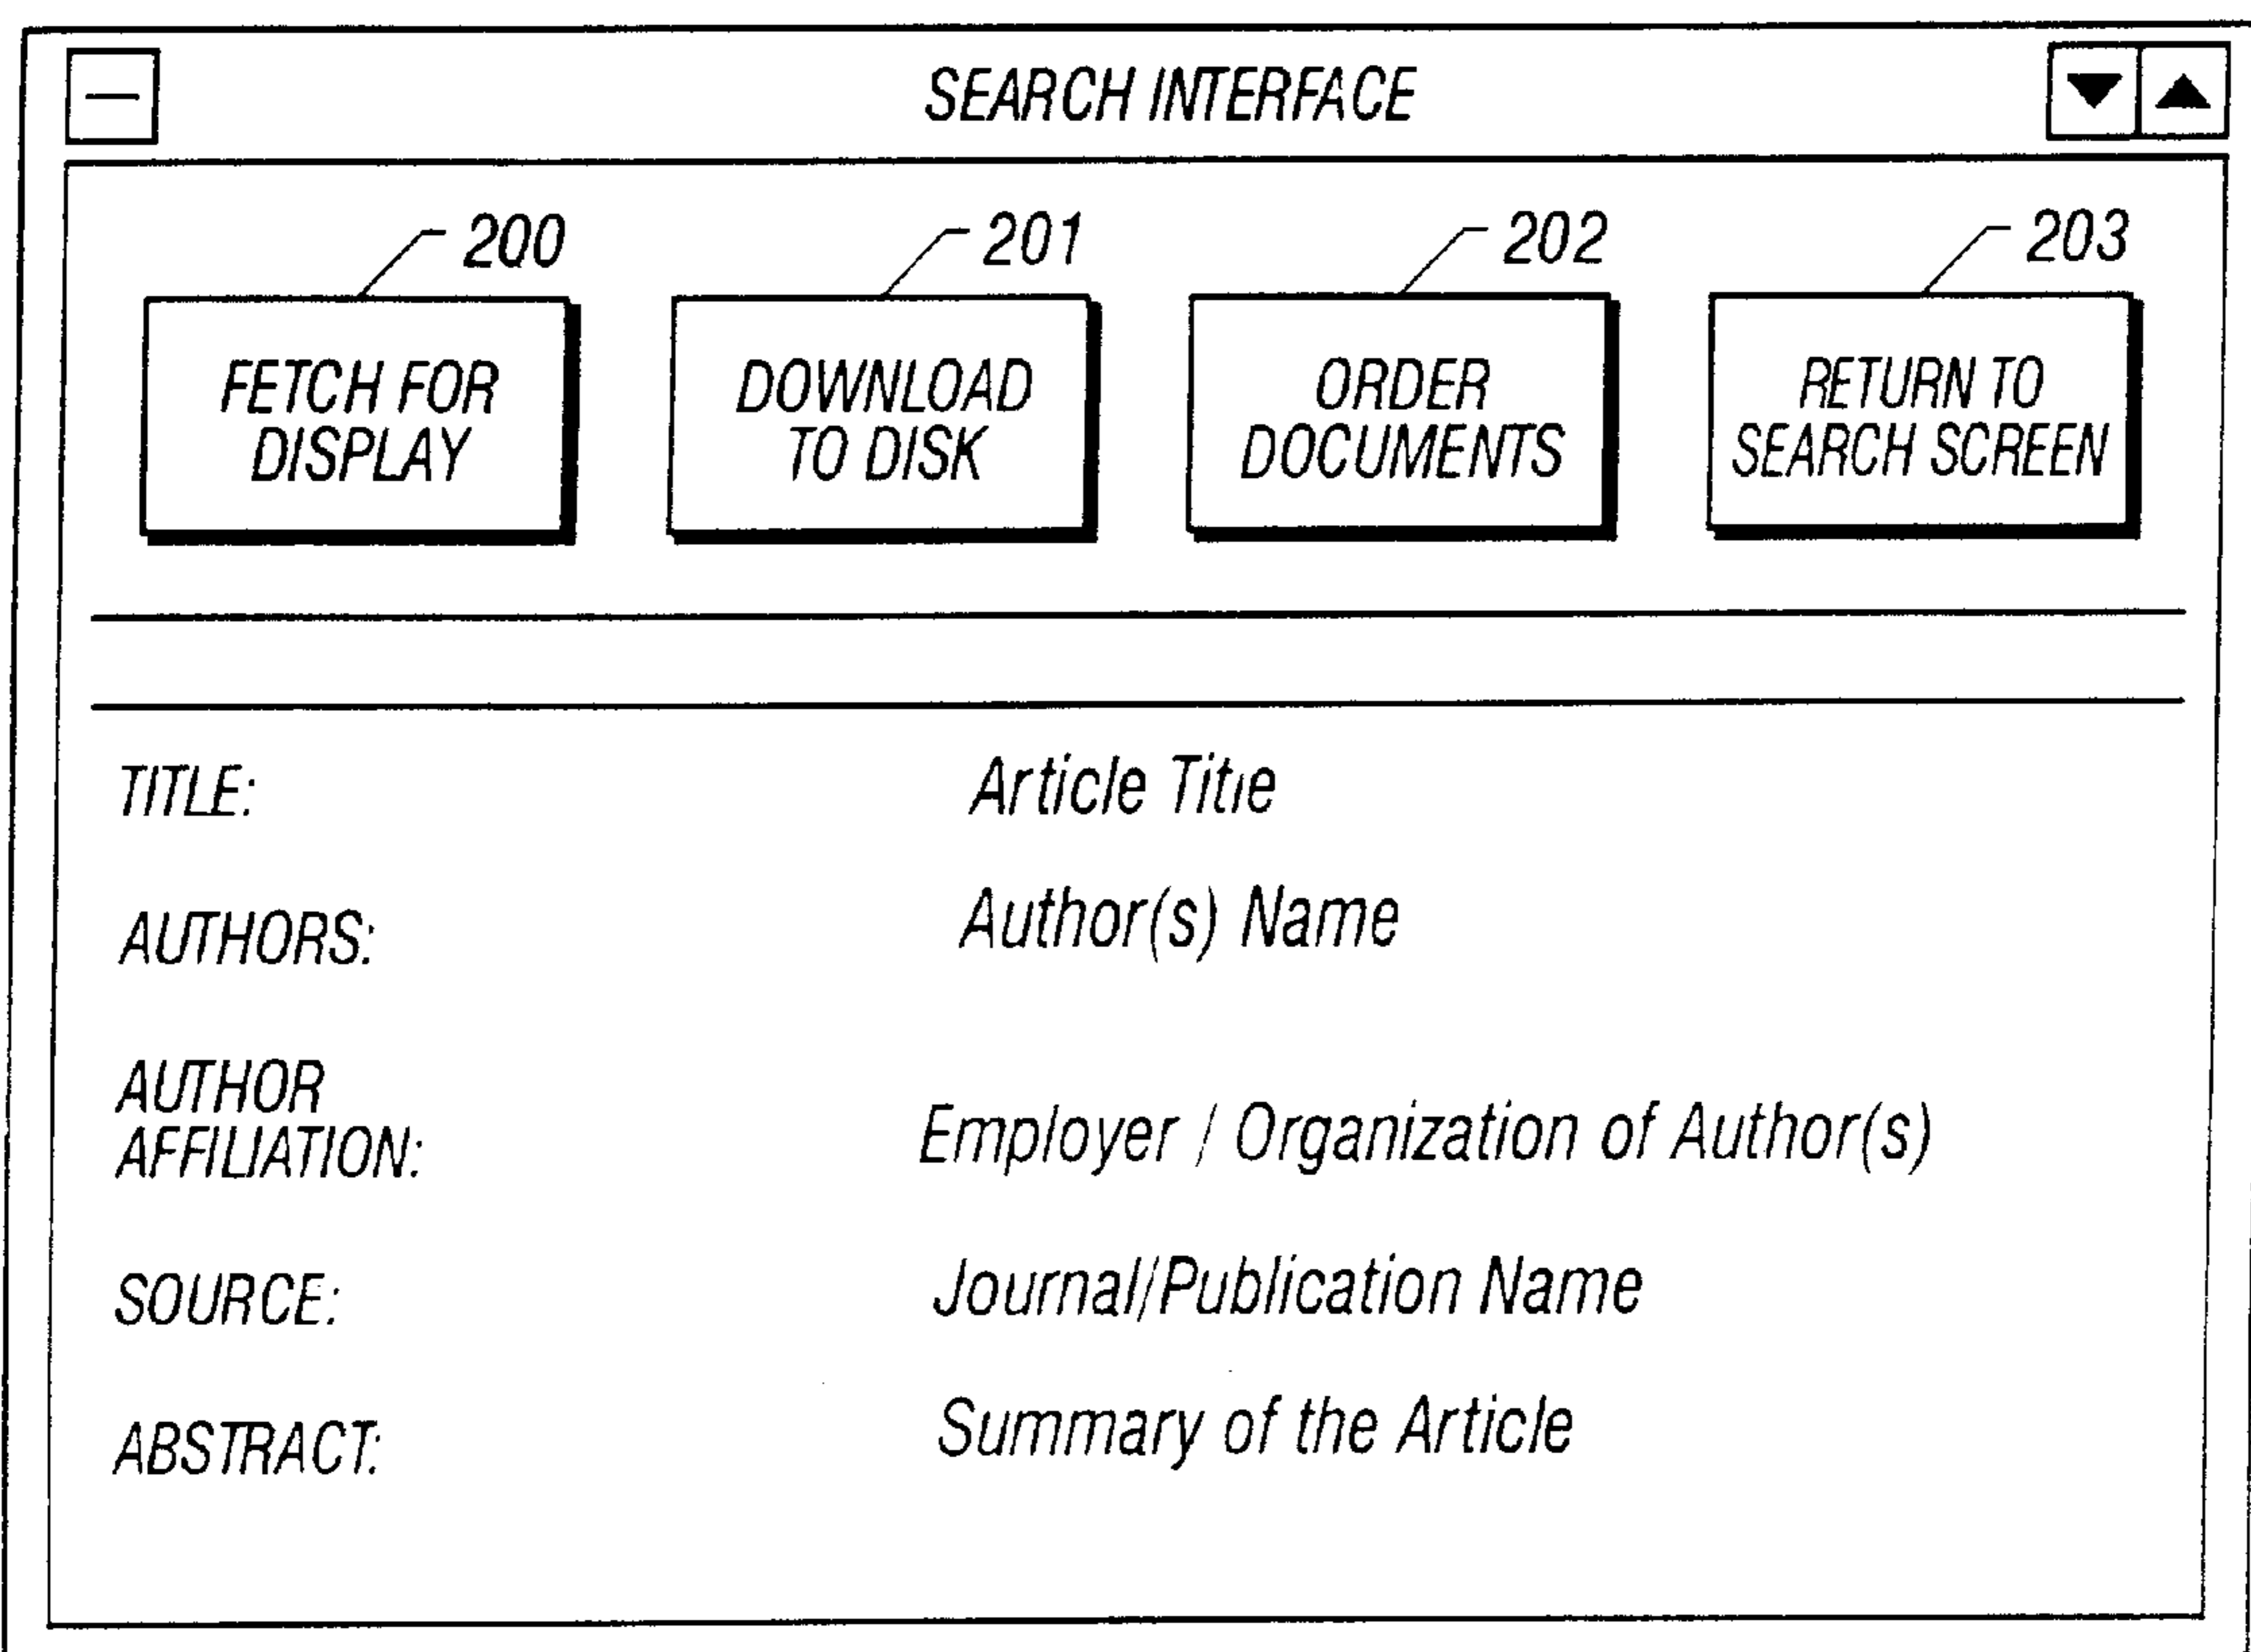 SEARCH INTERFACE
200 201 202 203
FETCH FOR
DISPLAY
DOWNLOAD
TO DISK
ORDER
DOCUMENTS
RETURN TO
SEARCH SCREEN
TITLE: Article Title
AUTHORS: Author(s) Name
AUTHOR
AFFILIATION: Employer / Organization of Author(s)
SOURCE: Journal/Publication Name
ABSTRACT: Summary of the Article